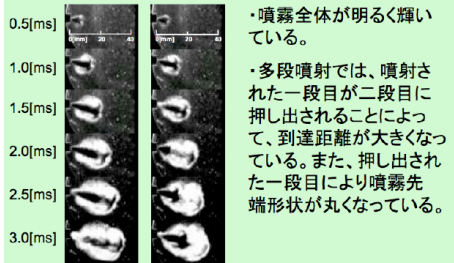 0.5[ms]
0[mm] 20 40
0[mm] 20 40
1.0[ms]
1.5[ms]
2.0[ms]
2.5[ms]
3.0[ms]
・噴霧全体が明るく輝い
ている。
・多段噴射では、噴射さ
れた一段目が二段目に
押し出されることによっ
て、到達距離が大きくなっ
ている。また、押し出され
た一段目により噴霧先
端形状が丸くなっている。